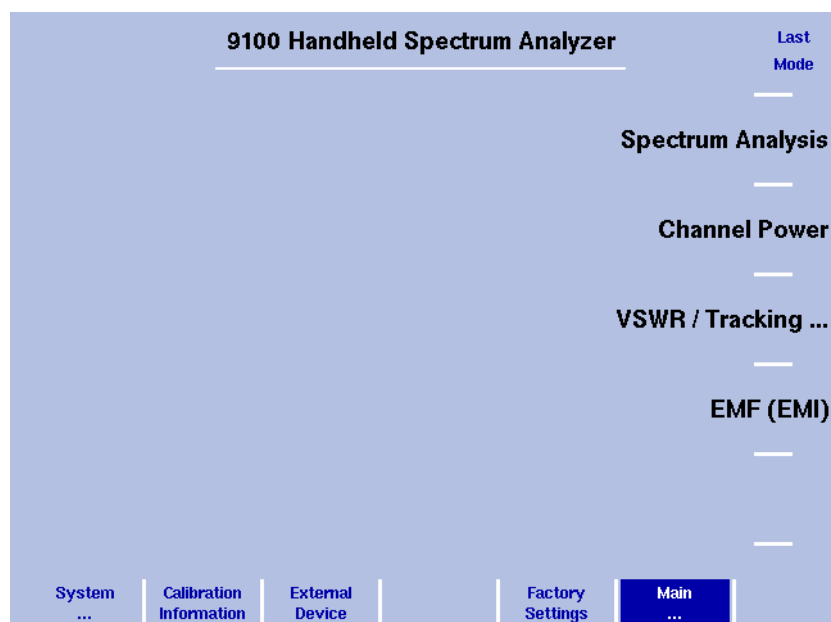 9100 Handheld Spectrum Analyzer
Last
Mode
Spectrum Analysis
Channel Power
VSWR / Tracking ...
EMF (EMI)
System
...
Calibration
Information
External
Device
Factory
Settings
Main
...